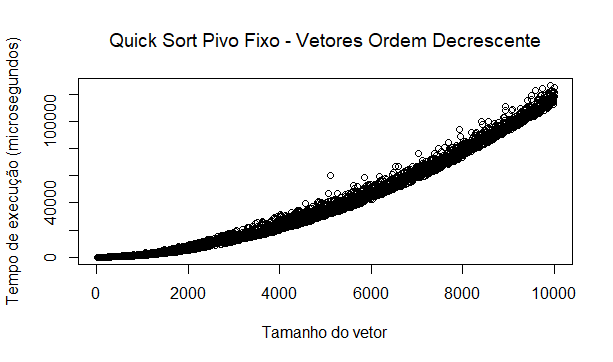 Quick Sort Pivo Fixo - Vetores Ordem Decrescente
Tempo de execução (microsegundos)
100000
40000
0
0 2000 4000 6000 8000 10000
Tamanho do vetor